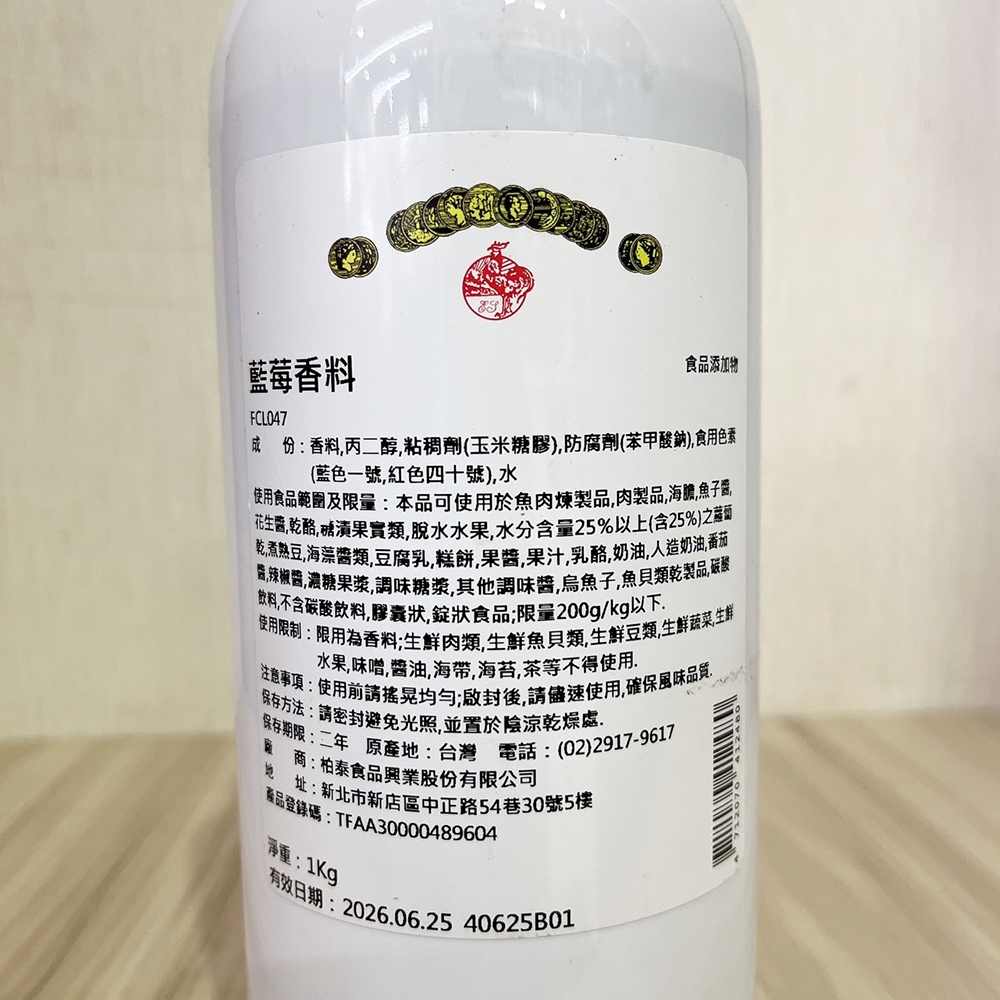 ES
藍莓香料
食品添加物
FCL047
成 份：香料,丙二醇,粘稠劑(玉米糖膠),防腐劑(苯甲酸鈉),食用色素
(藍色一號,紅色四十號),水
使用食品範圍及限量：本品可使用於魚肉煉製品,肉製品,海膽,魚子醬,
花生醬,乾酪,醎漬果實類,脫水水果,水分含量25%以上(含25%)之蘿蔔
乾,煮熟豆,海藻醬類,豆腐乳,糕餅,果醬,果汁,乳酪,奶油,人造奶油,番茄
醬,辣椒醬,濃糖果漿,調味糖漿,其他調味醬,烏魚子,魚貝類乾製品,碳酸
飲料,不含碳酸飲料,膠囊狀,錠狀食品;限量200g/kg以下.
使用限制：限用為香料;生鮮肉類,生鮮魚貝類,生鮮豆類,生鮮蔬菜,生鮮
水果,味噌,醬油,海帶,海苔,茶等不得使用.
注意事項：使用前請搖晃均勻;啟封後,請儘速使用,確保風味品質.
保存方法：請密封避免光照,並置於陰涼乾燥處.
保存期限：二年 原產地：台灣 電話：(02)2917-9617
廠 商：柏泰食品興業股份有限公司
地 址：新北市新店區中正路54巷30號5樓
產品登錄碼：TFAA30000489604
淨重：1Kg
有效日期：2026.06.25 40625B01
4 712070 412480